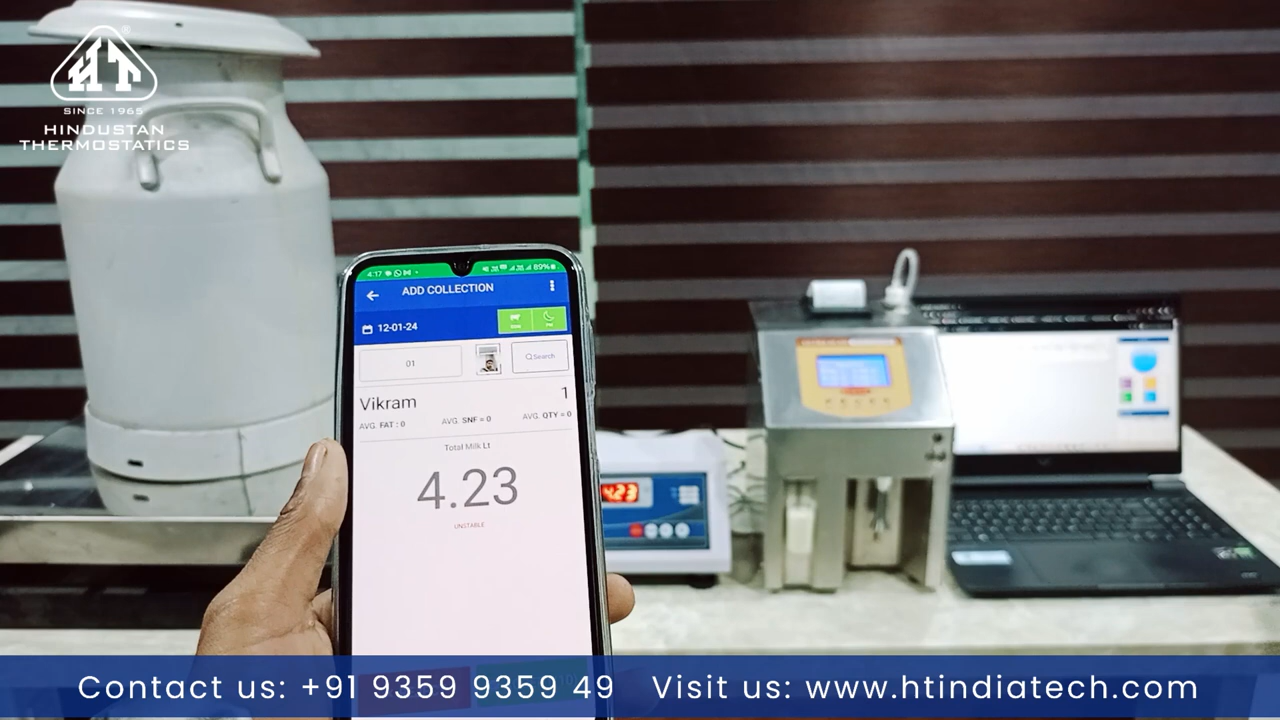 HT
SINCE 1965
HINDUSTAN
THERMOSTATICS
4:17
89%
ADD COLLECTION
12-01-24
01
Search
Vikram
1
AVG. FAT : 0
AVG. SNF = 0
AVG. QTY = 0
Total Milk Lt
4.23
UNSTABLE
4.23
Contact us: +91 9359 9359 49
Visit us: www.htindiatech.com